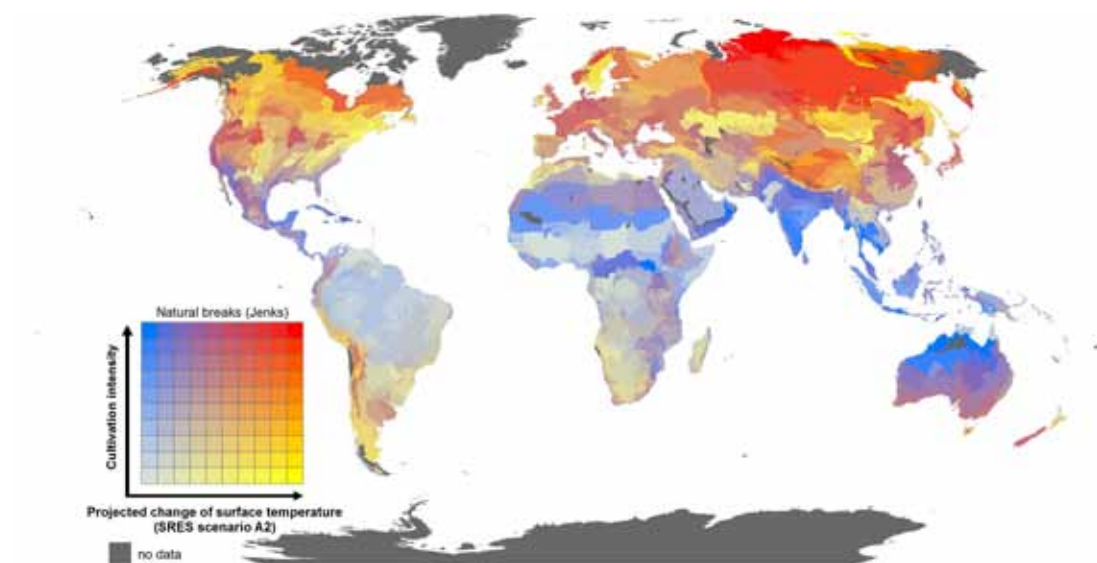 Natural breaks (Jenks)
Cultivation intensity
Projected change of surface temperature
(SRES scenario A2)
no data